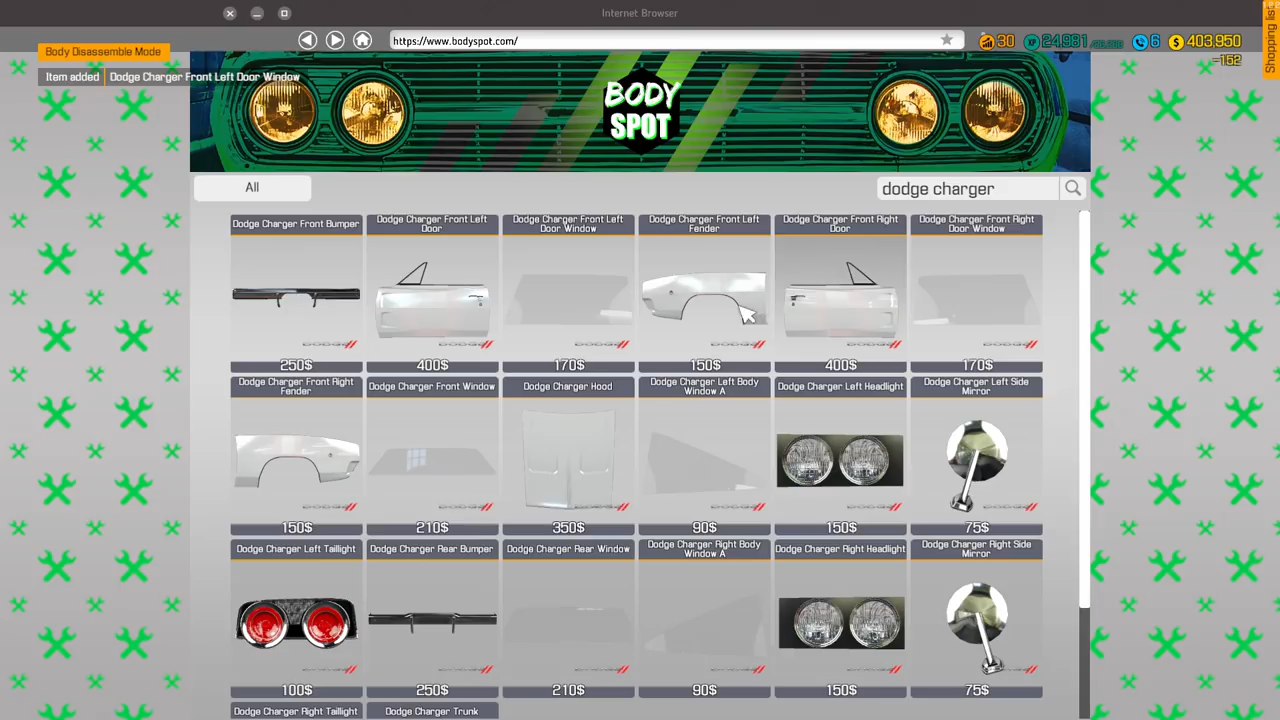 Internet Browser
https://www.bodyspot.com/
30
24,981
6
403,950
-152
Shopping list
Body Disassemble Mode
Item added
Dodge Charger Front Left Door Window
BODY
SPOT
All
dodge charger
Dodge Charger Front Bumper
Dodge Charger Front Left
Door
Dodge Charger Front Left
Door Window
Dodge Charger Front Left
Fender
Dodge Charger Front Right
Door
Dodge Charger Front Right
Door Window
250$
400$
170$
150$
400$
170$
Dodge Charger Front Right
Fender
Dodge Charger Front Window
Dodge Charger Hood
Dodge Charger Left Body
Window A
Dodge Charger Left Headlight
Dodge Charger Left Side
Mirror
150$
210$
350$
90$
150$
75$
Dodge Charger Left Taillight
Dodge Charger Rear Bumper
Dodge Charger Rear Window
Dodge Charger Right Body
Window A
Dodge Charger Right Headlight
Dodge Charger Right Side
Mirror
100$
250$
210$
90$
150$
75$
Dodge Charger Right Taillight
Dodge Charger Trunk